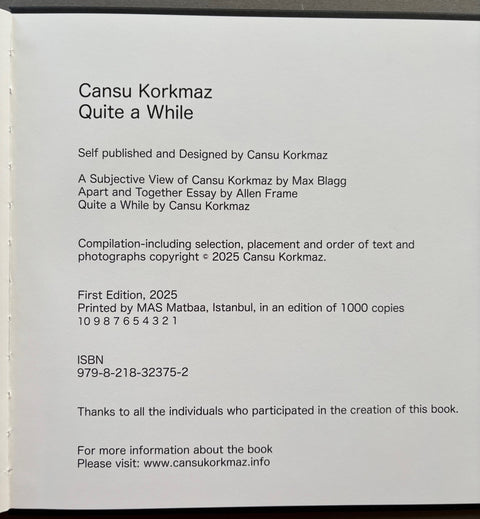 Cansu Korkmaz
Quite a While
Self published and Designed by Cansu Korkmaz
A Subjective View of Cansu Korkmaz by Max Blagg
Apart and Together Essay by Allen Frame
Quite a While by Cansu Korkmaz
Compilation-including selection, placement and order of text and
photographs copyright © 2025 Cansu Korkmaz.
First Edition, 2025
Printed by MAS Matbaa, Istanbul, in an edition of 1000 copies
10 9 8 7 6 5 4 3 2 1
ISBN
979-8-218-32375-2
Thanks to all the individuals who participated in the creation of this book.
For more information about the book
Please visit: www.cansukorkmaz.info